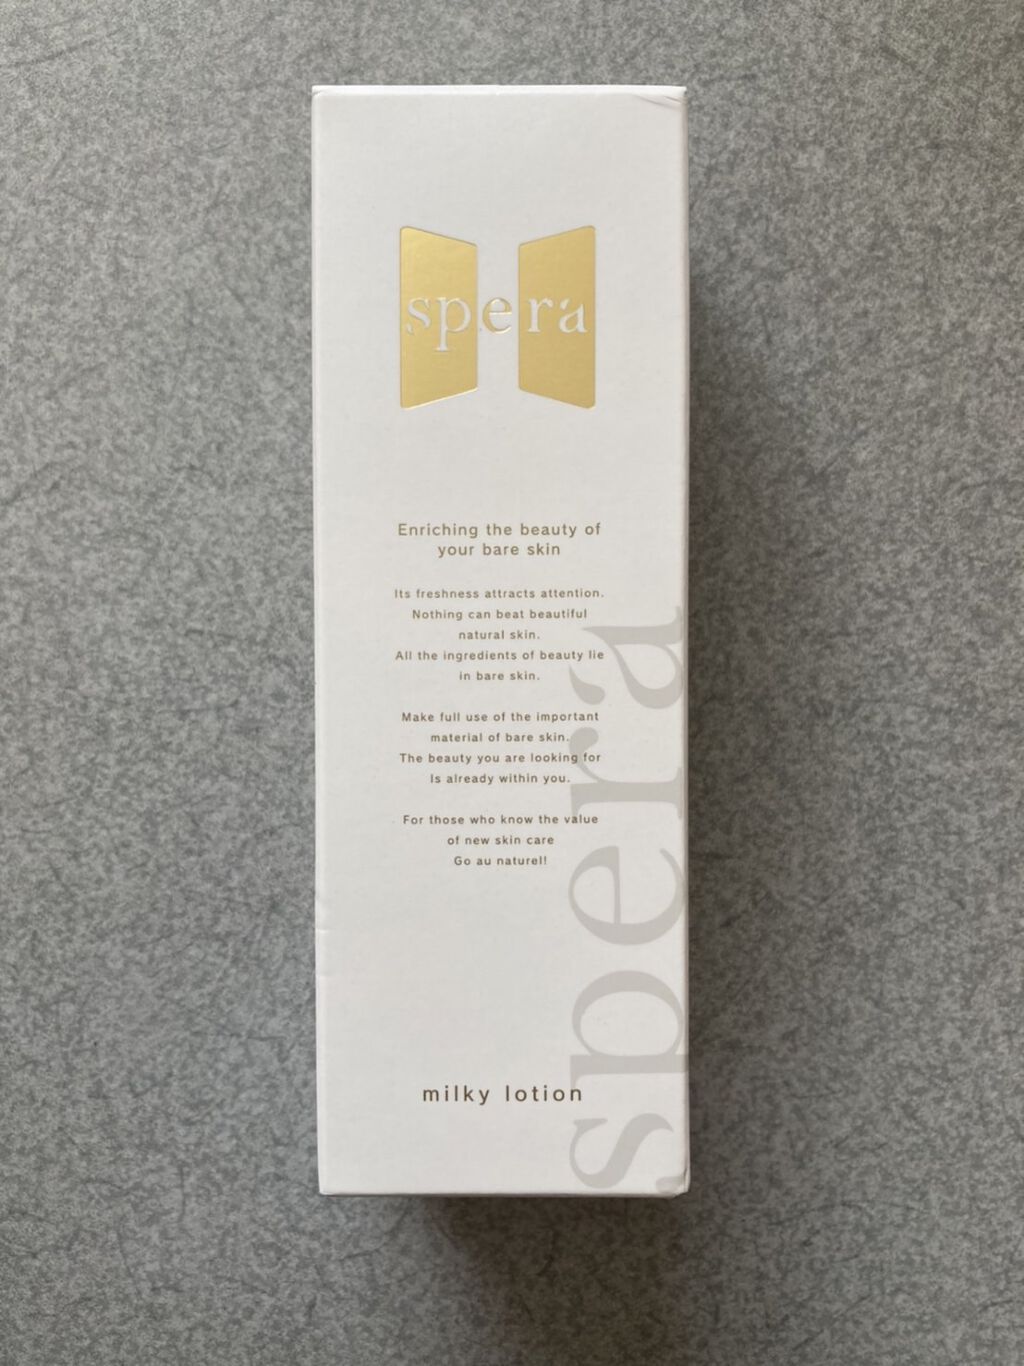 spera
Enriching the beauty of
your bare skin
Its freshness attracts attention.
Nothing can beat beautiful
natural skin.
All the ingredients of beauty lie
in bare skin.
Make full use of the important
material of bare skin.
The beauty you are looking for
Is already within you.
For those who know the value
of new skin care
Go au naturel!
spera
milky lotion